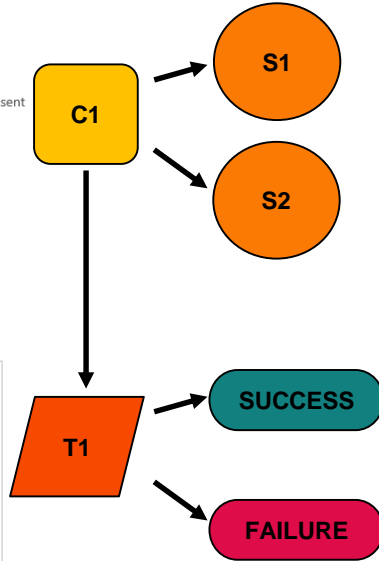 S1
sent
C1
S2
SUCCESS
T1
FAILURE